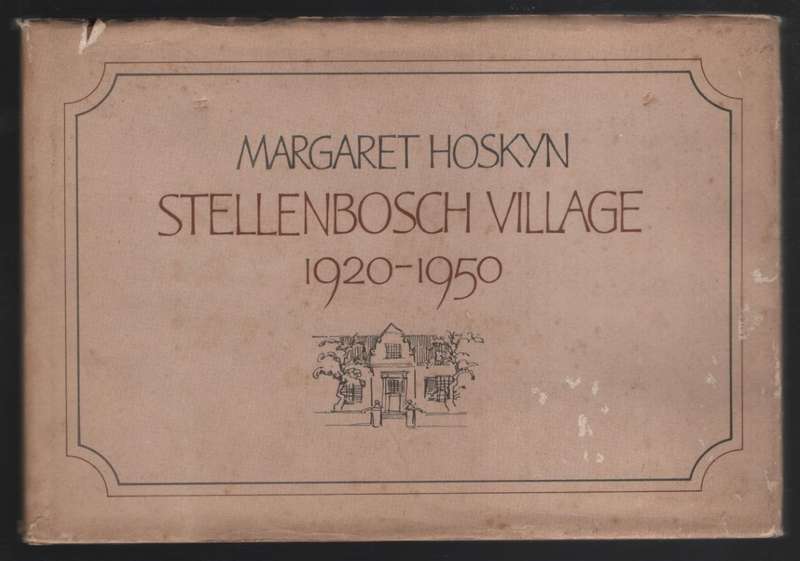 MARGARET HOSKYN
STELLENBOSCH VILLAGE
1920-1950